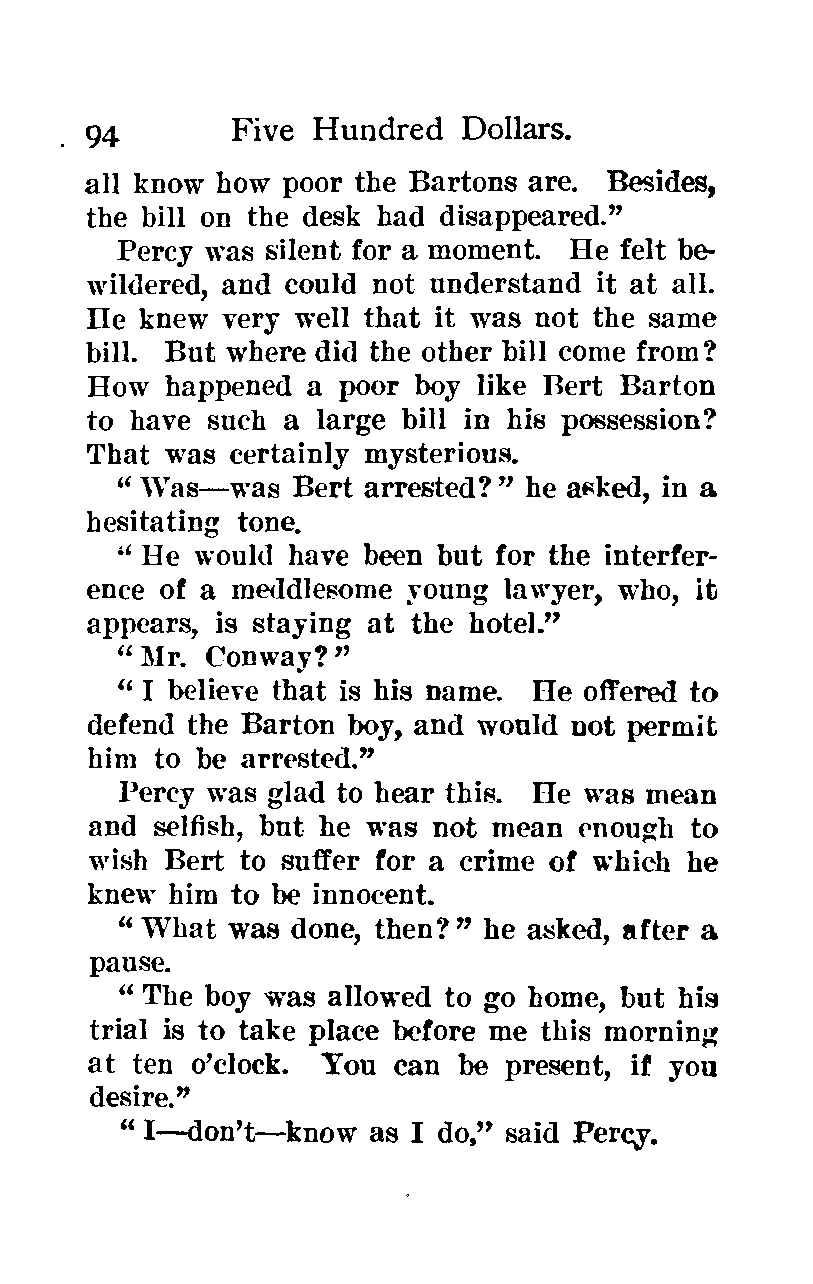 94 Five Hundred Dollars.
all know how poor the Bartons are. Besides,
the bill on the desk had disappeared.”
Percy was silent for a moment. He felt be-
wildered, and could not understand it at all.
He knew very well that it was not the same
bill. But where did the other bill come from?
How happened a poor boy like Bert Barton
to have such a large bill in his possession?
That was certainly mysterious.
“Was—was Bert arrested?” he asked, in a
hesitating tone.
“He would have been but for the interfer-
ence of a meddlesome young lawyer, who, it
appears, is staying at the hotel.”
“Mr. Conway?”
“I believe that is his name. He offered to
defend the Barton boy, and would not permit
him to be arrested.”
Percy was glad to hear this. He was mean
and selfish, but he was not mean enough to
wish Bert to suffer for a crime of which he
knew him to be innocent.
“What was done, then?” he asked, after a
pause.
“The boy was allowed to go home, but his
trial is to take place before me this morning
at ten o’clock. You can be present, if you
desire.”
“I—don’t—know as I do,” said Percy.